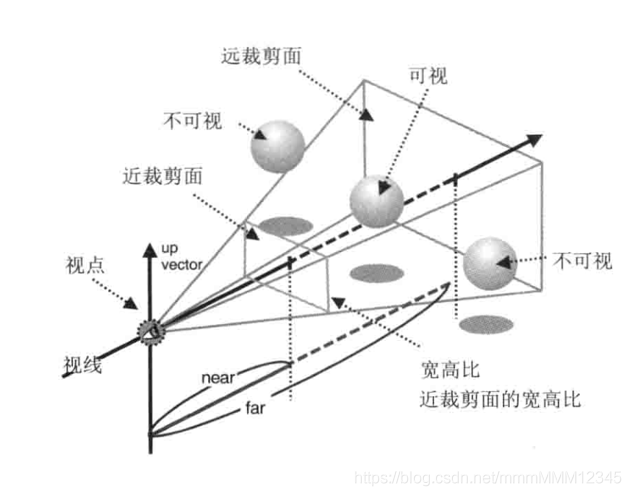 远裁剪面
可视
不可视
近裁剪面
up
vector
视点
不可视
视线
near
far
宽高比
近裁剪面的宽高比
https://blog.csdn.net/mmmMMM12345